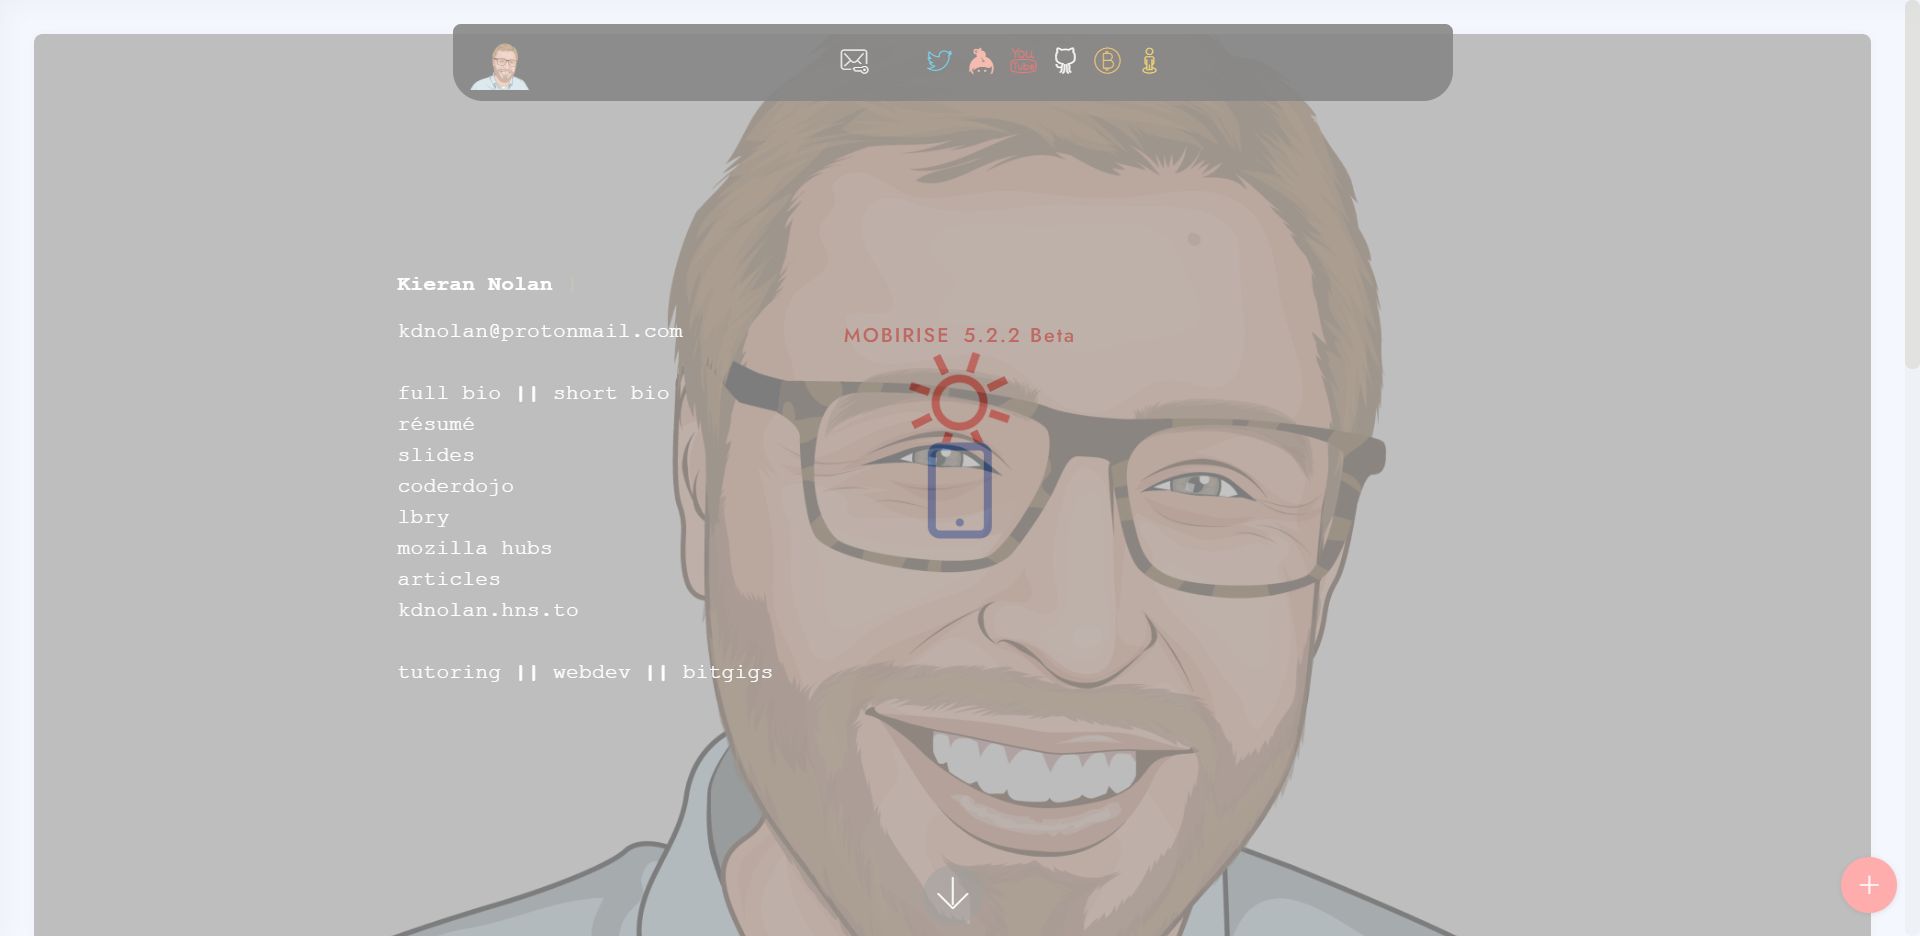 YOU
Tube
Kieran Nolan
kdnolan@protonmail.com
MOBIRISE 5.2.2 Beta
full bio || short bio
résumé
slides
coderdojo
lbry
mozilla hubs
articles
kdnolan.hns.to
tutoring || webdev || bitgigs